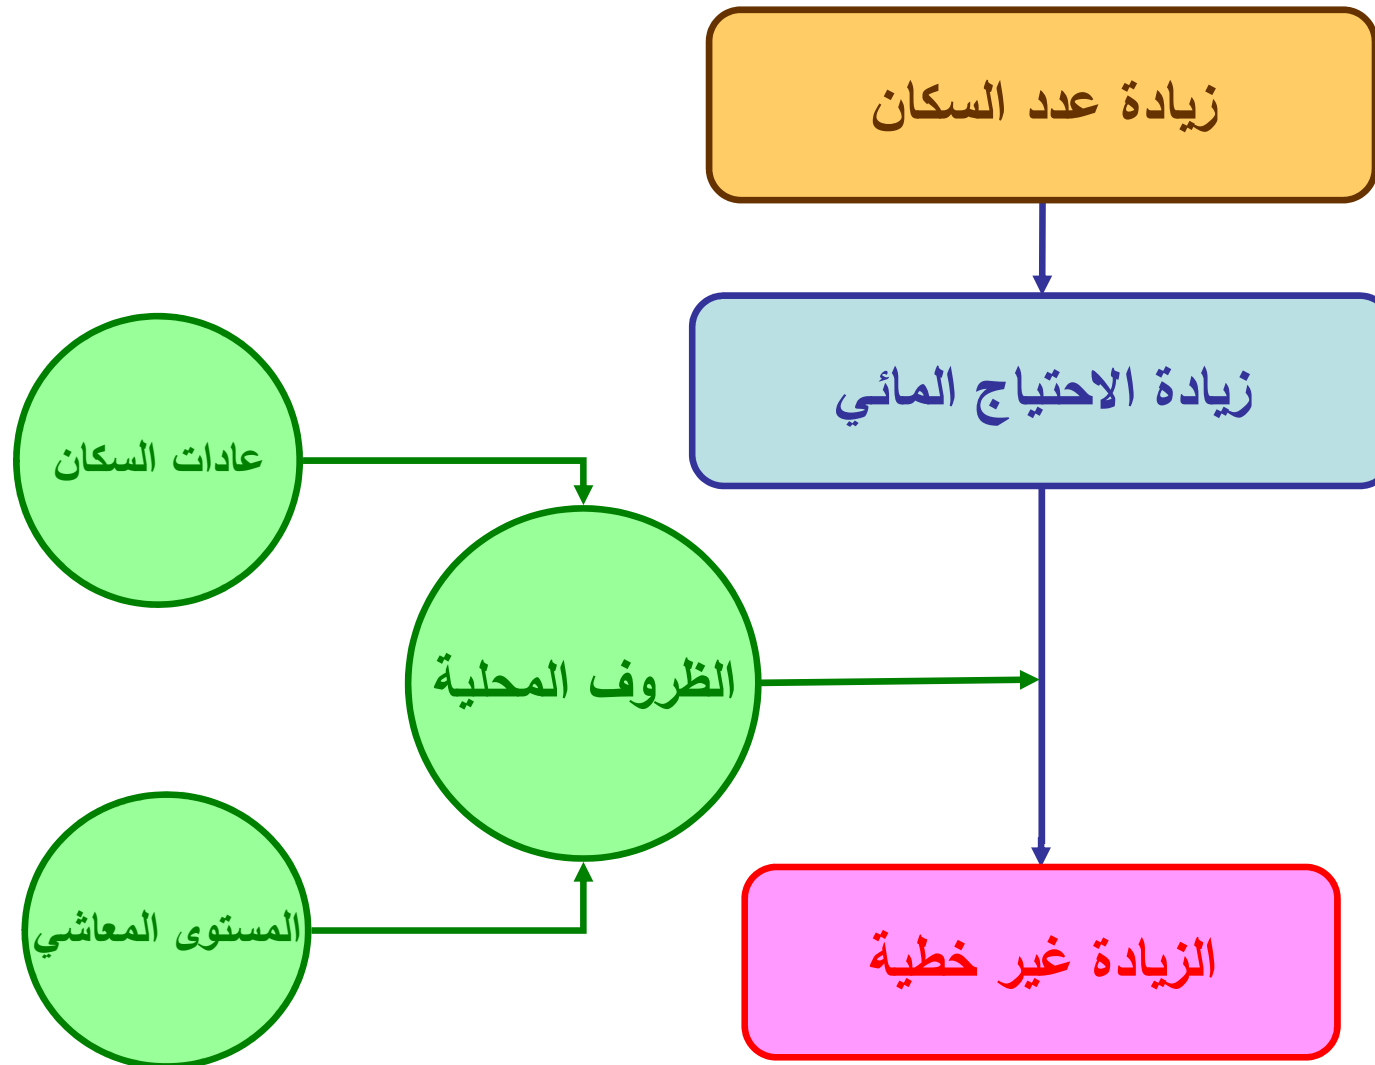 زيادة عدد السكان
زيادة الاحتياج المائي
عادات السكان
الظروف المحلية
المستوى المعاشي
الزيادة غير خطية